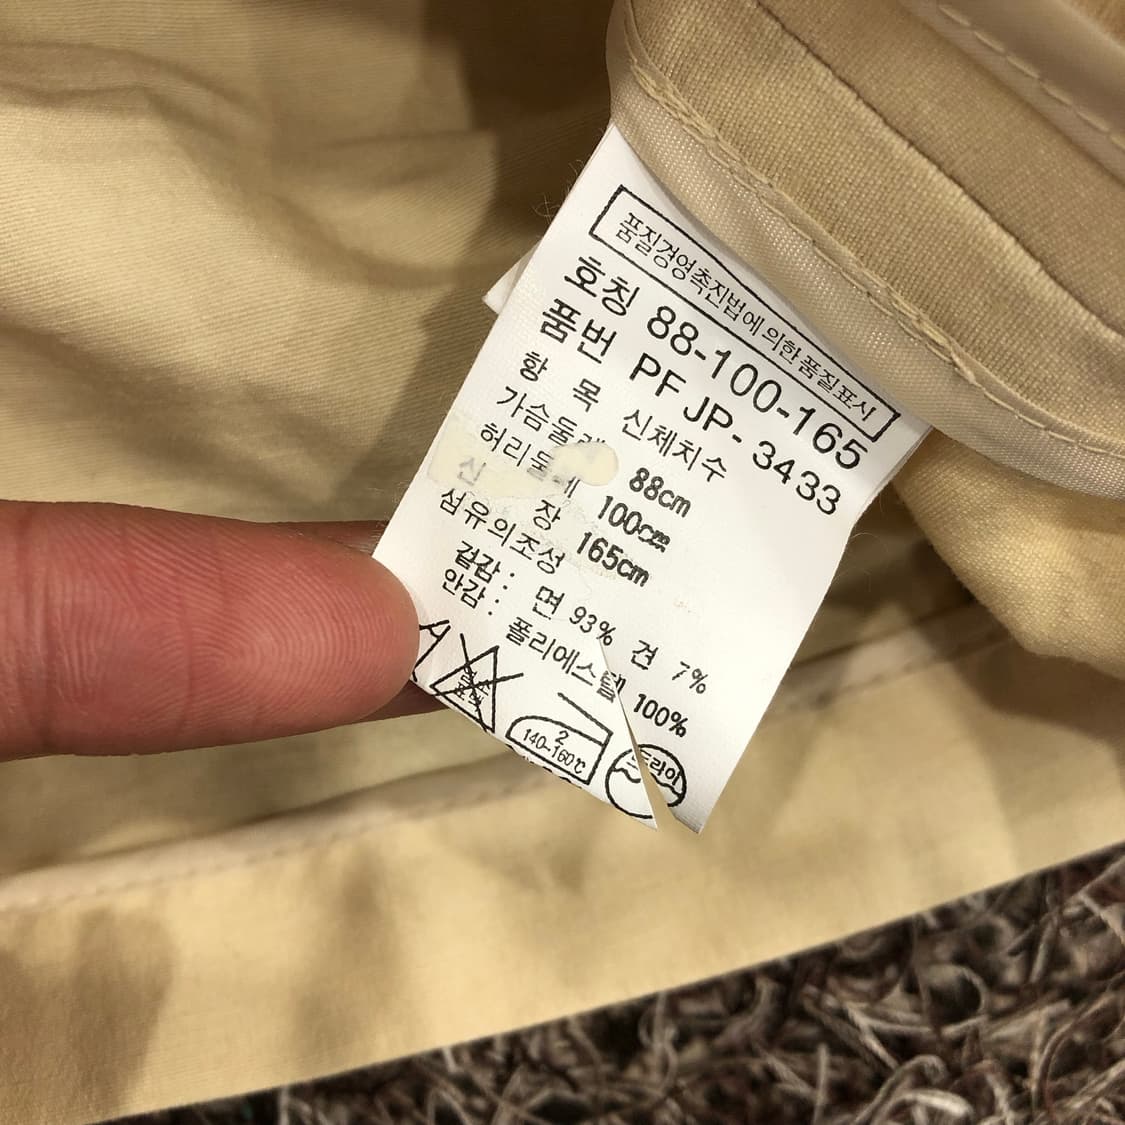 품질경영촉진법에 의한 품질표시
호칭 88-100-165
품번 PF JP-3433
항 목 신체치수
가슴둘레 88cm
허리둘레 100cm
신 장 165cm
섬유의조성
겉감: 면 93% 견 7%
안감: 폴리에스텔 100%
2
140-160℃
드라이